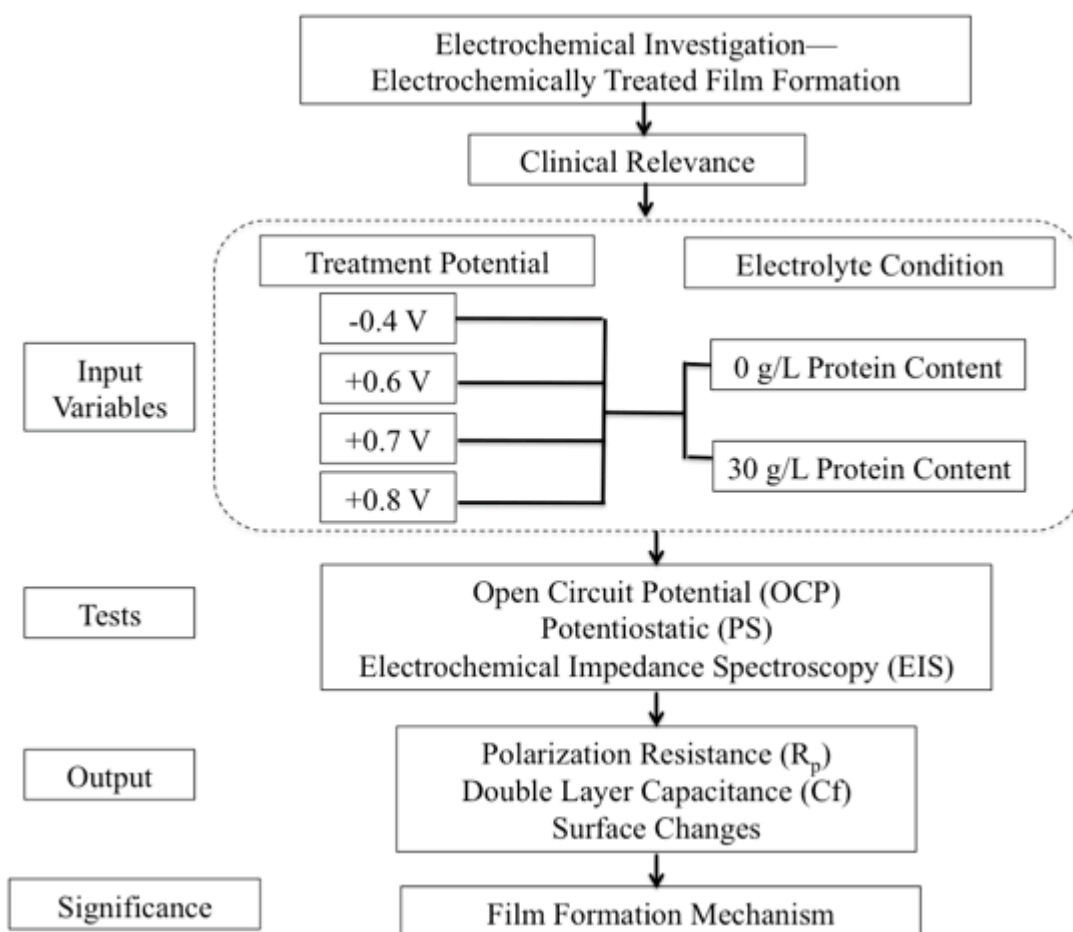 Electrochemical Investigation—
Electrochemically Treated Film Formation
Clinical Relevance
Treatment Potential
Electrolyte Condition
-0.4 V
+0.6 V
+0.7 V
+0.8 V
0 g/L Protein Content
30 g/L Protein Content
Input
Variables
Tests
Open Circuit Potential (OCP)
Potentiostatic (PS)
Electrochemical Impedance Spectroscopy (EIS)
Output
Polarization Resistance (Rp)
Double Layer Capacitance (Cf)
Surface Changes
Significance
Film Formation Mechanism